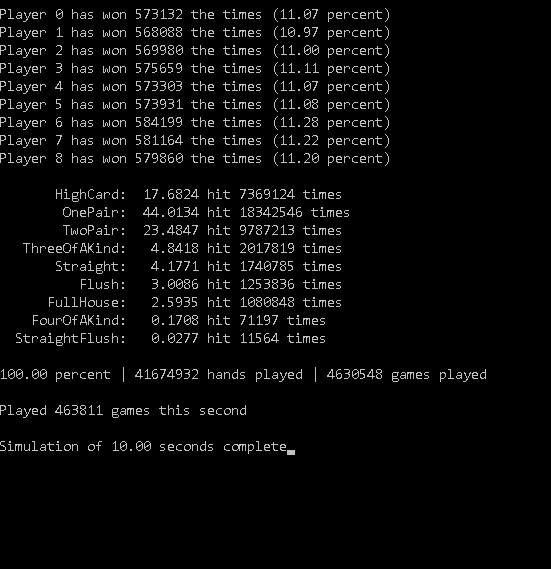 Player 0 has won 573132 the times (11.07 percent)
Player 1 has won 568088 the times (10.97 percent)
Player 2 has won 569980 the times (11.00 percent)
Player 3 has won 575659 the times (11.11 percent)
Player 4 has won 573303 the times (11.07 percent)
Player 5 has won 573931 the times (11.08 percent)
Player 6 has won 584199 the times (11.28 percent)
Player 7 has won 581164 the times (11.22 percent)
Player 8 has won 579860 the times (11.20 percent)
HighCard: 17.6824 hit 7369124 times
OnePair: 44.0134 hit 18342546 times
TwoPair: 23.4847 hit 9787213 times
ThreeOfAKind: 4.8418 hit 2017819 times
Straight: 4.1771 hit 1740785 times
Flush: 3.0086 hit 1253836 times
FullHouse: 2.5935 hit 1080848 times
FourOfAKind: 0.1708 hit 71197 times
StraightFlush: 0.0277 hit 11564 times
100.00 percent | 41674932 hands played | 4630548 games played
Played 463811 games this second
Simulation of 10.00 seconds complete